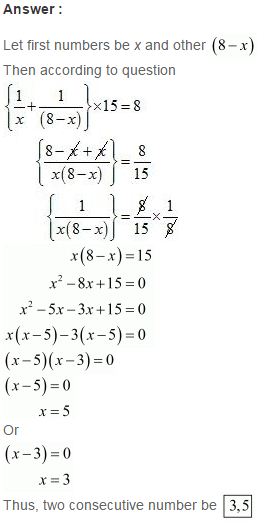 Answer :
Let first numbers be x and other (8−x)
Then according to question
{1/x + 1/(8−x)}×15=8
{8−x+x/x(8−x)}=8/15
{1/x(8−x)}=8/15×1/8
x(8−x)=15
x²−8x+15=0
x²−5x−3x+15=0
x(x−5)−3(x−5)=0
(x−5)(x−3)=0
(x−5)=0
x=5
Or
(x−3)=0
x=3
Thus, two consecutive number be 3,5